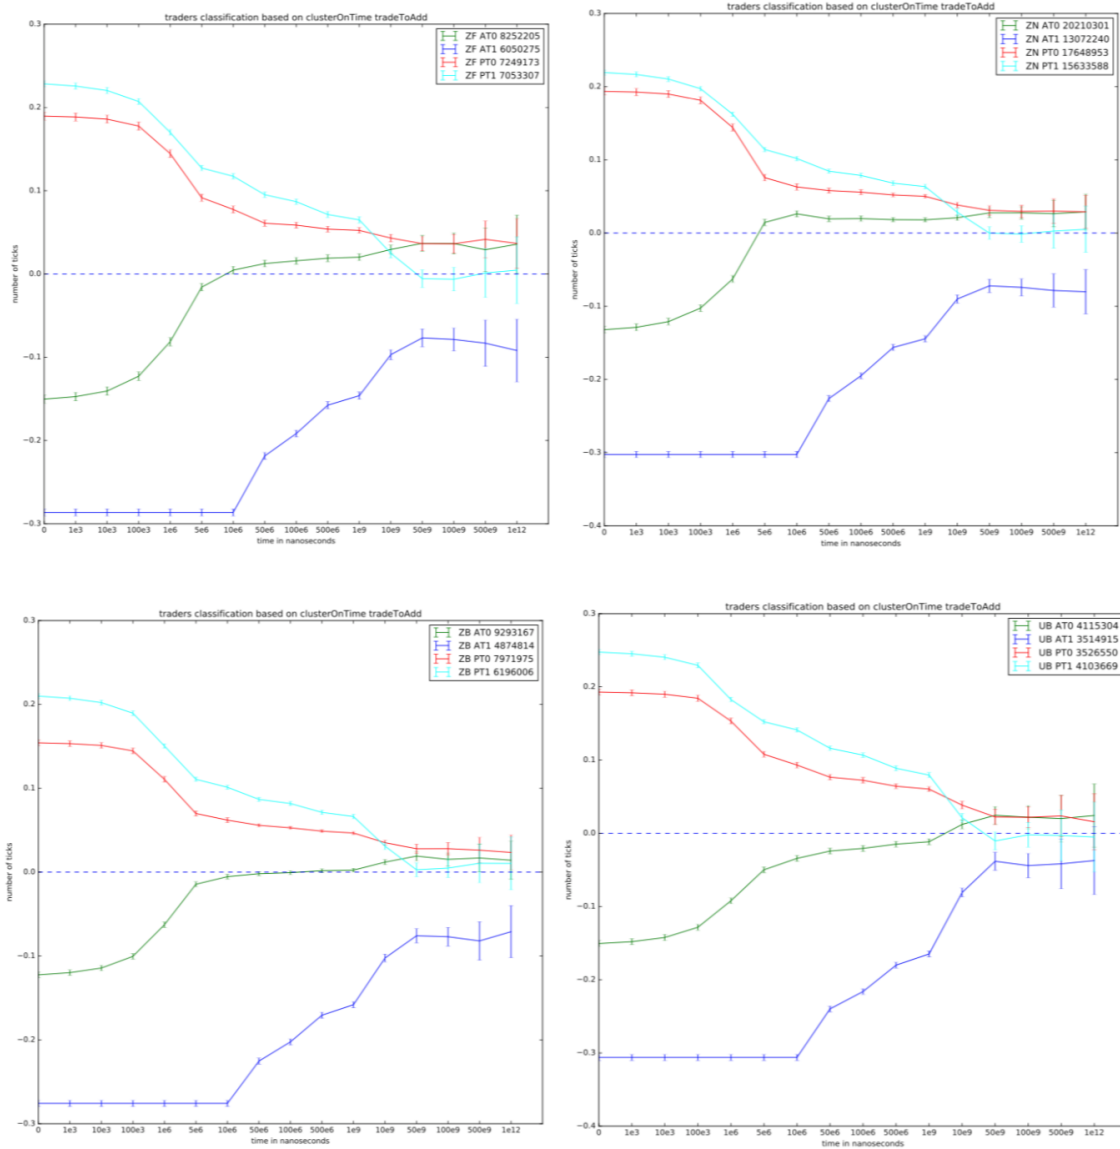 traders classification based on clusterOnTime tradeToAdd
ZF AT0 8252205
ZF AT1 6050275
ZF PT0 7249173
ZF PT1 7053307
number of ticks
0.3
0.2
0.1
0.0
−0.1
−0.2
−0.3
0 1e3 10e3 100e3 1e6 5e6 10e6 50e6 100e6 500e6 1e9 10e9 50e9 100e9 500e9 1e12
time in nanoseconds
traders classification based on clusterOnTime tradeToAdd
ZN AT0 20210301
ZN AT1 13072240
ZN PT0 17648953
ZN PT1 15633588
number of ticks
0.3
0.2
0.1
0.0
−0.1
−0.2
−0.3
−0.4
0 1e3 10e3 100e3 1e6 5e6 10e6 50e6 100e6 500e6 1e9 10e9 50e9 100e9 500e9 1e12
time in nanoseconds
traders classification based on clusterOnTime tradeToAdd
ZB AT0 9293167
ZB AT1 4874814
ZB PT0 7971975
ZB PT1 6196006
number of ticks
0.3
0.2
0.1
0.0
−0.1
−0.2
−0.3
0 1e3 10e3 100e3 1e6 5e6 10e6 50e6 100e6 500e6 1e9 10e9 50e9 100e9 500e9 1e12
time in nanoseconds
traders classification based on clusterOnTime tradeToAdd
UB AT0 4115304
UB AT1 3514915
UB PT0 3526550
UB PT1 4103669
number of ticks
0.3
0.2
0.1
0.0
−0.1
−0.2
−0.3
−0.4
0 1e3 10e3 100e3 1e6 5e6 10e6 50e6 100e6 500e6 1e9 10e9 50e9 100e9 500e9 1e12
time in nanoseconds